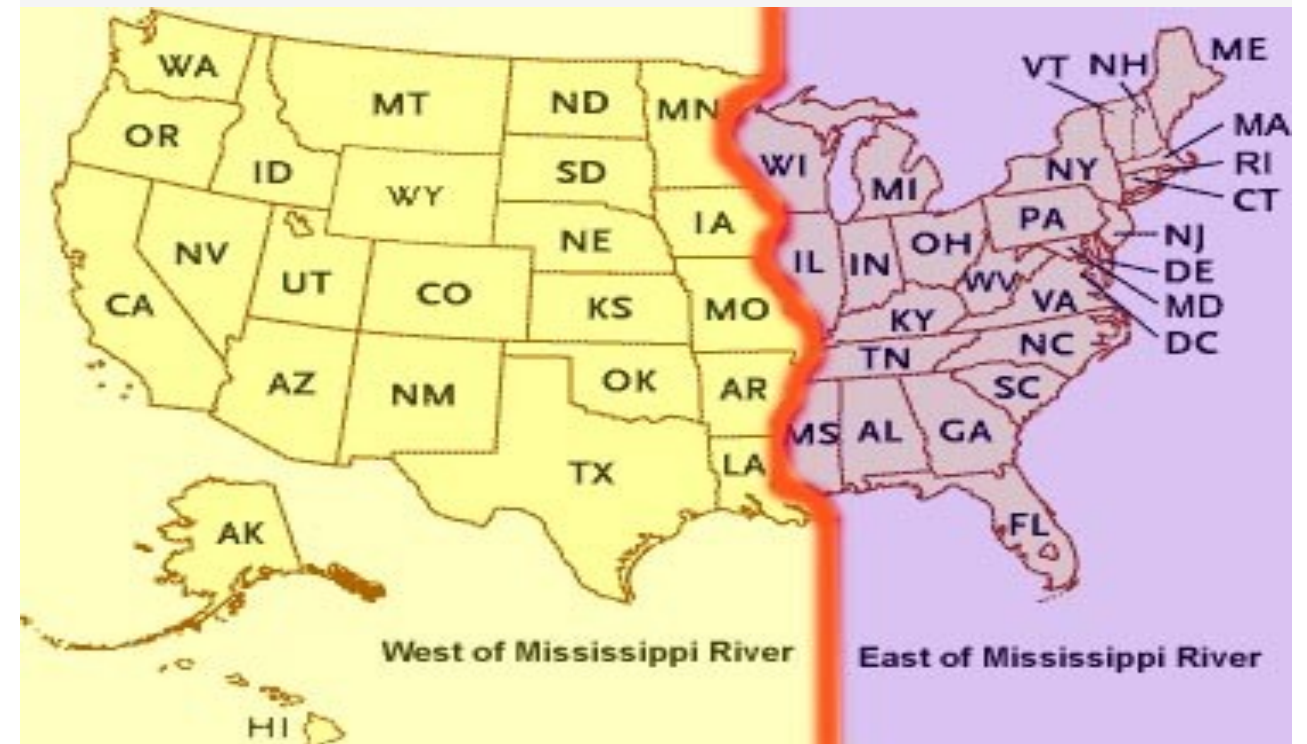 WA
MT
ND
MN
VT
NH
ME
OR
ID
WY
SD
WI
MI
NY
MA
RI
CT
NV
UT
CO
NE
IA
IL
IN
OH
PA
NJ
DE
MD
DC
CA
AZ
NM
KS
MO
KY
WV
VA
OK
AR
TN
NC
SC
TX
LA
MS
AL
GA
AK
FL
West of Mississippi River
East of Mississippi River
HI